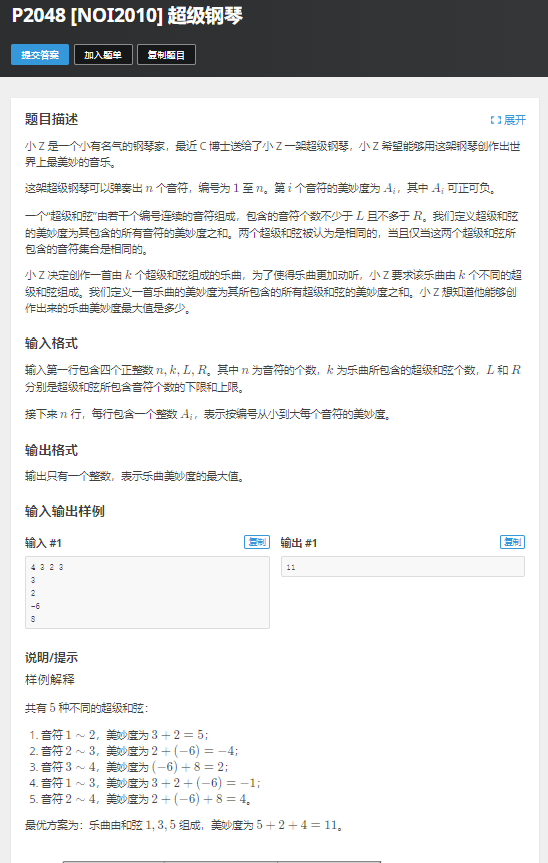 P2048 [NOI2010] 超级钢琴
提交答案 加入题单 复制题目
题目描述 展开
小 Z 是一个小有名气的钢琴家，最近 C 博士送给了小 Z 一架超级钢琴，小 Z 希望能够用这架钢琴创作出世
界上最美妙的音乐。
这架超级钢琴可以弹奏出 n 个音符，编号为 1 至 n。第 i 个音符的美妙度为 Aᵢ，其中 Aᵢ 可正可负。
一个“超级和弦”由若干个编号连续的音符组成，包含的音符个数不少于 L 且不多于 R。我们定义超级和弦
的美妙度为其包含的所有音符的美妙度之和。两个超级和弦被认为是相同的，当且仅当这两个超级和弦所
包含的音符集合是相同的。
小 Z 决定创作一首由 k 个超级和弦组成的乐曲，为了使得乐曲更加动听，小 Z 要求该乐曲由 k 个不同的超
级和弦组成。我们定义一首乐曲的美妙度为其所包含的所有超级和弦的美妙度之和。小 Z 想知道他能够创
作出来的乐曲美妙度最大值是多少。
输入格式
输入第一行包含四个正整数 n, k, L, R。其中 n 为音符的个数，k 为乐曲所包含的超级和弦个数，L 和 R
分别是超级和弦所包含音符个数的下限和上限。
接下来 n 行，每行包含一个整数 Aᵢ，表示按编号从小到大每个音符的美妙度。
输出格式
输出只有一个整数，表示乐曲美妙度的最大值。
输入输出样例
输入 #1 复制 输出 #1 复制
4 3 2 3 11
3
2
-6
8
说明/提示
样例解释
共有 5 种不同的超级和弦：
1. 音符 1 ∼ 2，美妙度为 3 + 2 = 5；
2. 音符 2 ∼ 3，美妙度为 2 + (−6) = −4；
3. 音符 3 ∼ 4，美妙度为 (−6) + 8 = 2；
4. 音符 1 ∼ 3，美妙度为 3 + 2 + (−6) = −1；
5. 音符 2 ∼ 4，美妙度为 2 + (−6) + 8 = 4。
最优方案为：乐曲由和弦 1, 3, 5 组成，美妙度为 5 + 2 + 4 = 11。